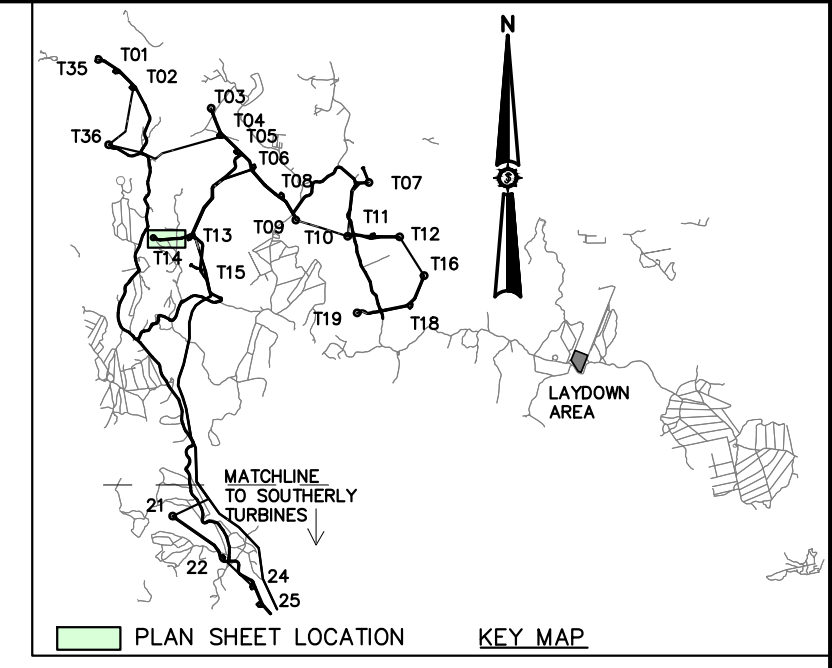 N
T01
T35
T02
T03
T04
T36
T05
T06
T07
T08
T09
T11
T10
T12
T13
T14
T15
T16
T19
T18
LAYDOWN
AREA
MATCHLINE
TO SOUTHERLY
TURBINES
21
22
24
25
PLAN SHEET LOCATION
KEY MAP